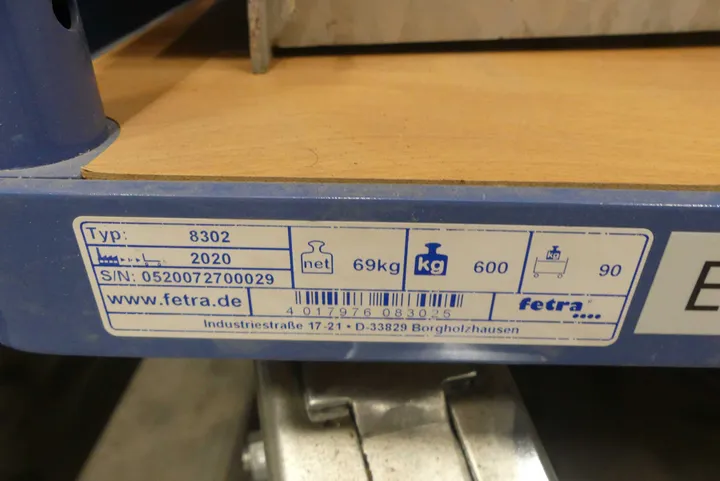 Typ: 8302
2020
S/N: 0520072700029
net 69kg
kg 600
kg 90
www.fetra.de
4 017976 083025
fetra
Industriestraße 17-21 • D-33829 Borgholzhausen
E